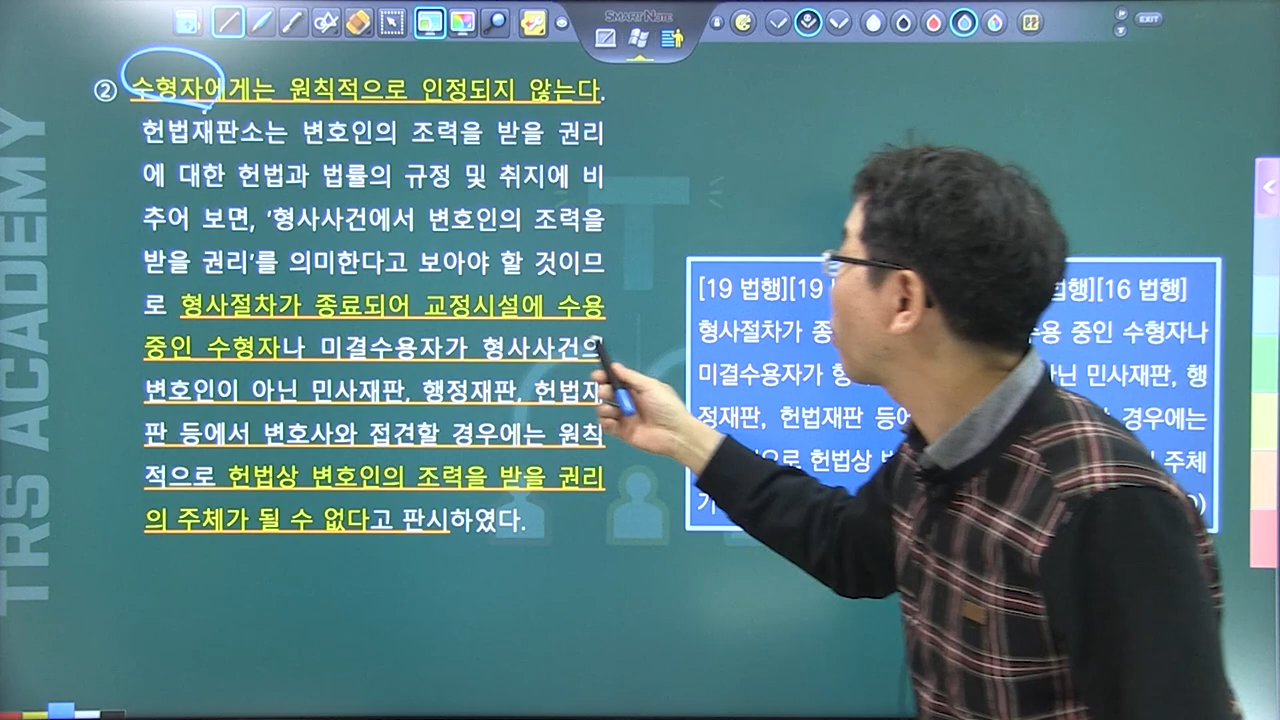 SMART NOTE
EXIT
② 수형자에게는 원칙적으로 인정되지 않는다.
헌법재판소는 변호인의 조력을 받을 권리
에 대한 헌법과 법률의 규정 및 취지에 비
추어 보면, '형사사건에서 변호인의 조력을
받을 권리'를 의미한다고 보아야 할 것이므
로 형사절차가 종료되어 교정시설에 수용
중인 수형자나 미결수용자가 형사사건의
변호인이 아닌 민사재판, 행정재판, 헌법재
판 등에서 변호사와 접견할 경우에는 원칙
적으로 헌법상 변호인의 조력을 받을 권리
의 주체가 될 수 없다고 판시하였다.
[19 법행][19 법행][16 법행]
형사절차가 수용 중인 수형자나
미결수용자가 아닌 민사재판, 행
정재판, 헌법재판 등에 경우에는
헌법상 주체
TRS ACADEMY